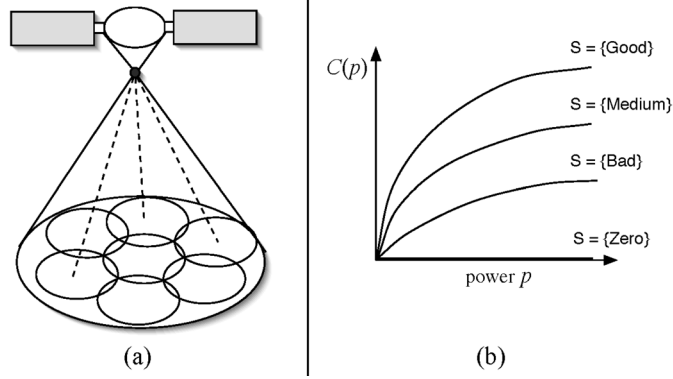 (a)
C(p)
S = {Good}
S = {Medium}
S = {Bad}
S = {Zero}
power p
(b)